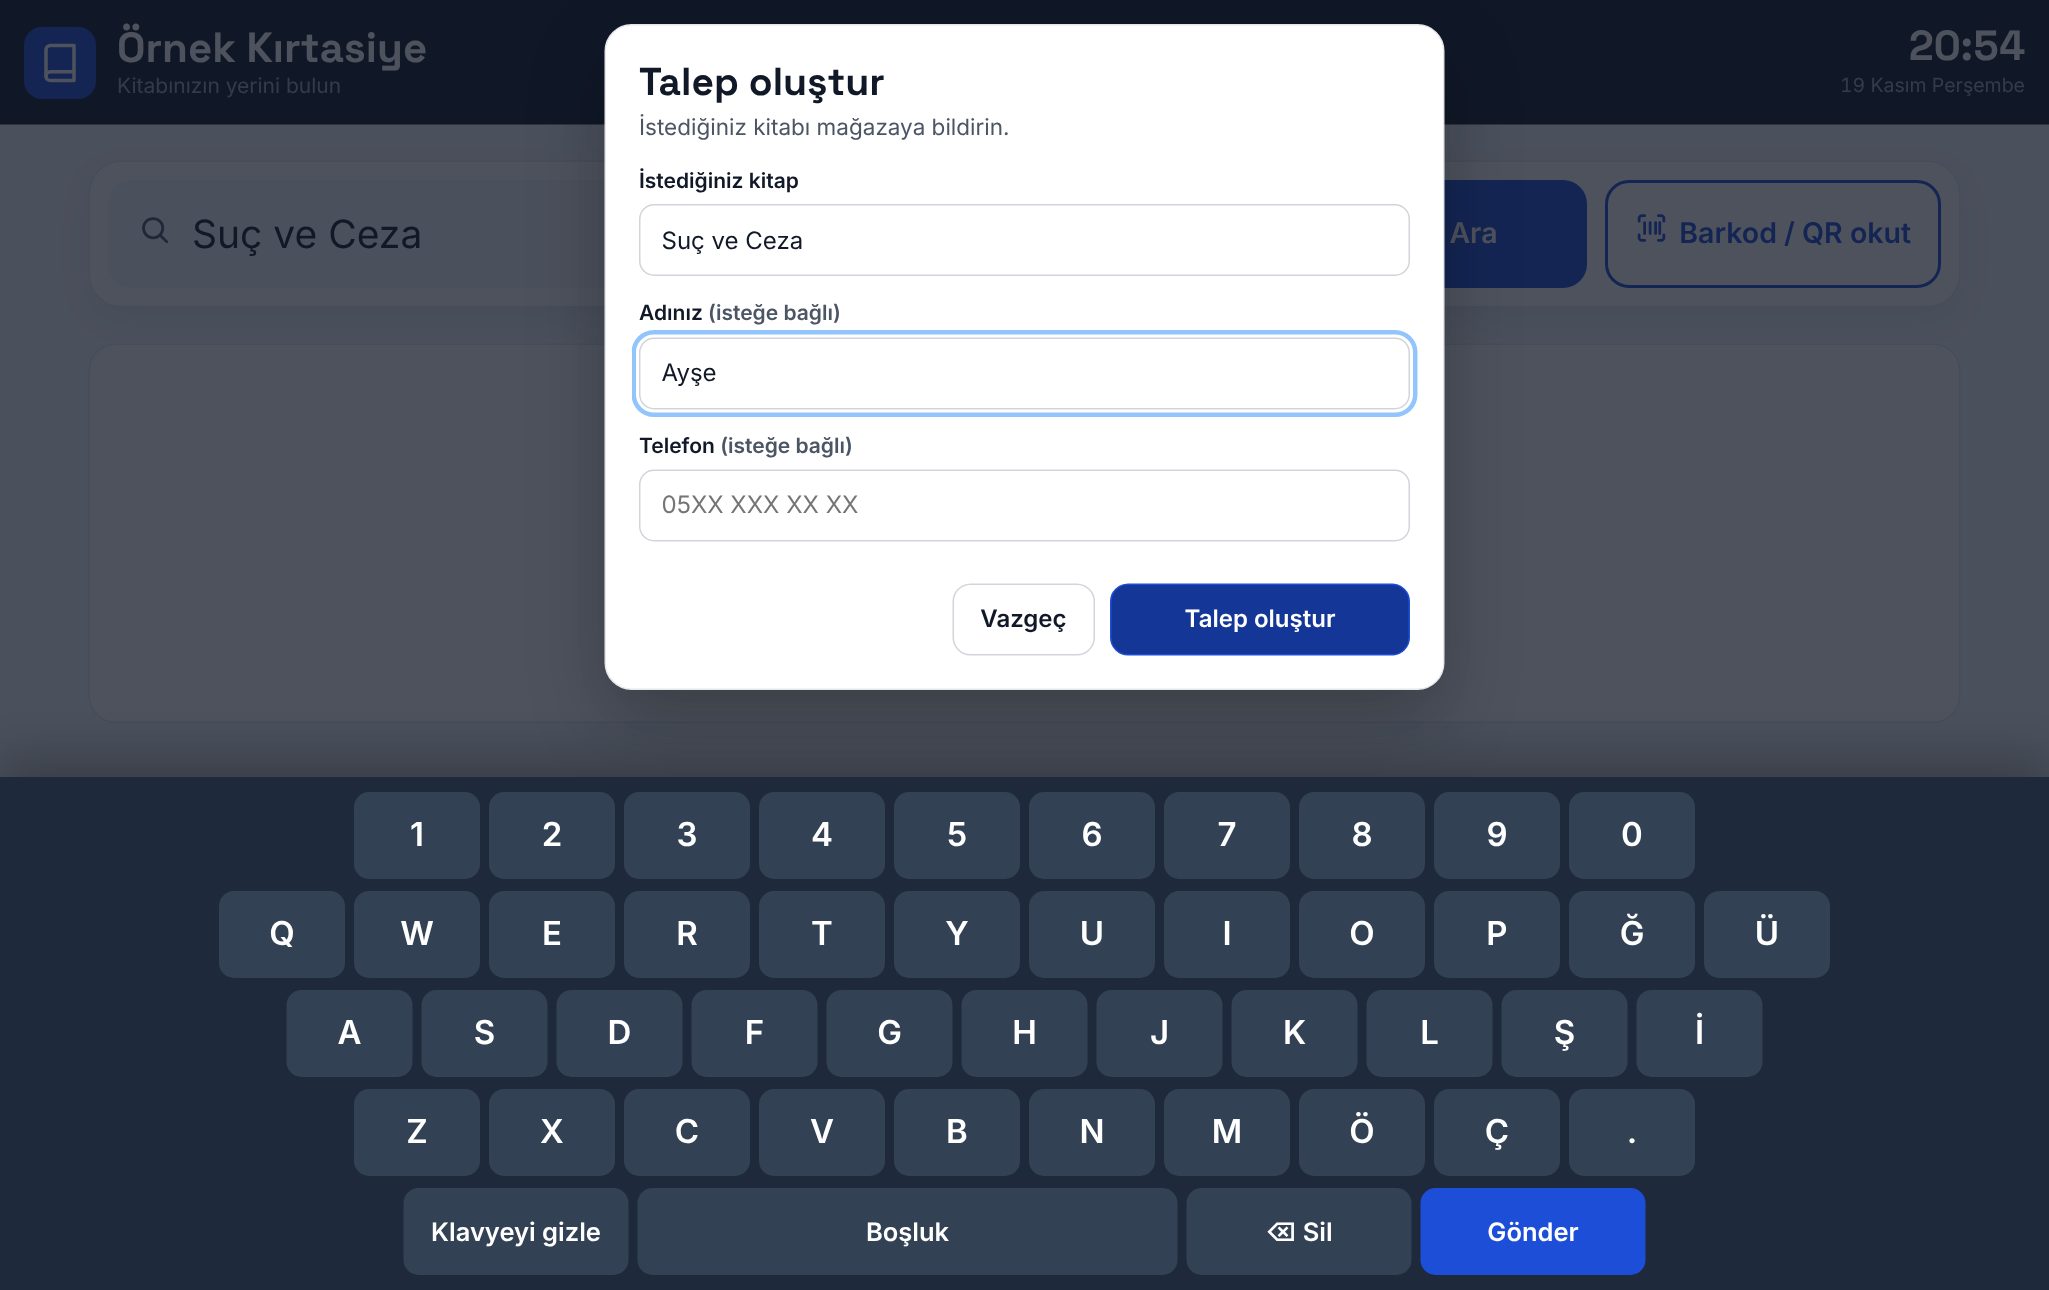 Örnek Kırtasiye
Kitabınızın yerini bulun
20:54
19 Kasım Perşembe
Suç ve Ceza
Ara
Barkod / QR okut
Talep oluştur
İstediğiniz kitabı mağazaya bildirin.
İstediğiniz kitap
Suç ve Ceza
Adınız (isteğe bağlı)
Ayşe
Telefon (isteğe bağlı)
05XX XXX XX XX
Vazgeç
Talep oluştur
1 2 3 4 5 6 7 8 9 0
Q W E R T Y U I O P Ğ Ü
A S D F G H J K L Ş İ
Z X C V B N M Ö Ç .
Klavyeyi gizle
Boşluk
Sil
Gönder